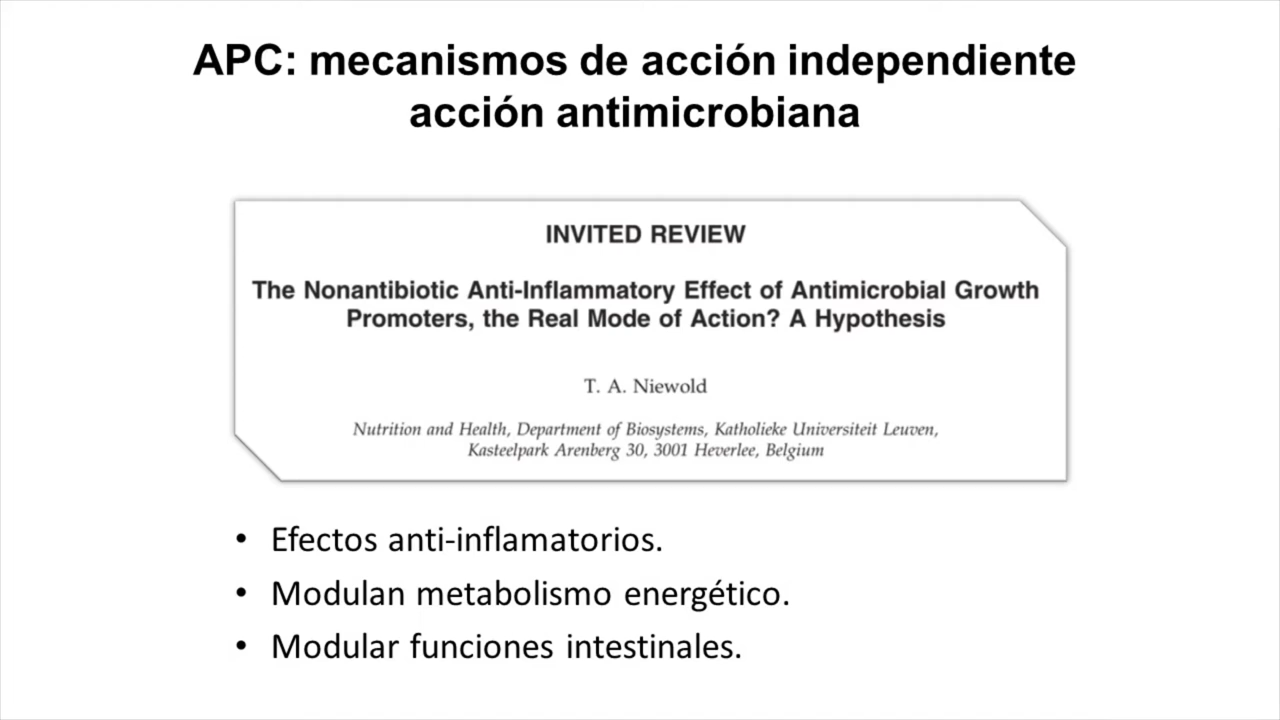 APC: mecanismos de acción independiente
acción antimicrobiana
INVITED REVIEW
The Nonantibiotic Anti-Inflammatory Effect of Antimicrobial Growth
Promoters, the Real Mode of Action? A Hypothesis
T. A. Niewold
Nutrition and Health, Department of Biosystems, Katholieke Universiteit Leuven,
Kasteelpark Arenberg 30, 3001 Heverlee, Belgium
• Efectos anti-inflamatorios.
• Modulan metabolismo energético.
• Modular funciones intestinales.